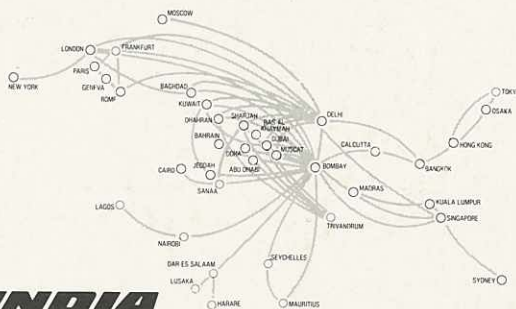 MOSCOW
LONDON
FRANKFURT
PARIS
GENEVA
ROME
NEW YORK
BAGHDAD
KUWAIT
DHAHRAN
SHARJAH
RAS AL-
KHAYMAH
DUBAI
BAHRAIN
DOHA
MUSCAT
ABU DHABI
DELHI
TOKY
OSAKA
HONG KONG
CALCUTTA
BANGKOK
BOMBAY
CAIRO
JEDDAH
SANAA
MADRAS
KUALA LUMPUR
SINGAPORE
LAGOS
TRIVANDRUM
NAIROBI
DAR ES SALAAM
SEYCHELLES
LUSAKA
SYDNEY
HARARE
MAURITIUS
INDIA